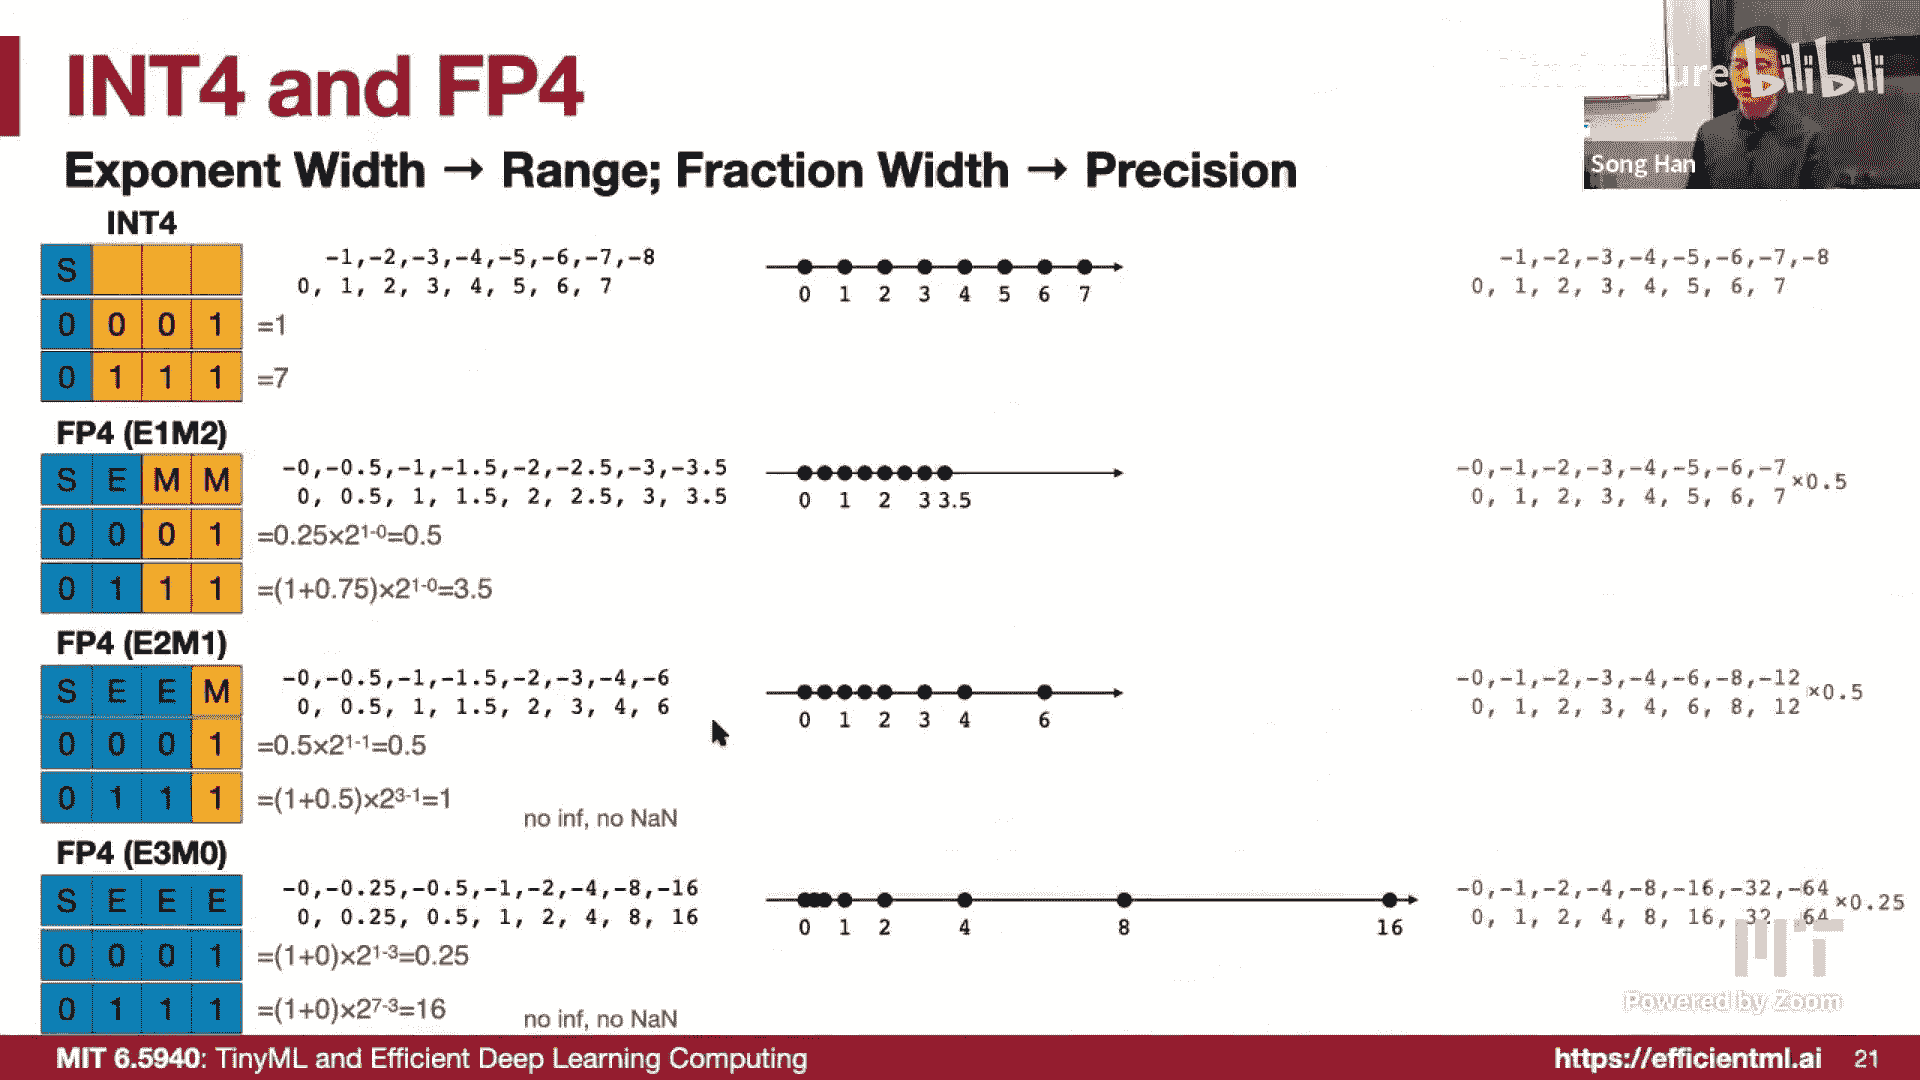 INT4 and FP4
bilibili
Song Han
Exponent Width → Range; Fraction Width → Precision
INT4
S
0 0 0 1 =1
0 1 1 1 =7
-1,-2,-3,-4,-5,-6,-7,-8
0, 1, 2, 3, 4, 5, 6, 7
0 1 2 3 4 5 6 7
-1,-2,-3,-4,-5,-6,-7,-8
0, 1, 2, 3, 4, 5, 6, 7
FP4 (E1M2)
S E M M
0 0 0 1 =0.25×2¹⁻⁰=0.5
0 1 1 1 =(1+0.75)×2¹⁻⁰=3.5
-0,-0.5,-1,-1.5,-2,-2.5,-3,-3.5
0, 0.5, 1, 1.5, 2, 2.5, 3, 3.5
0 1 2 3 3.5
-0,-1,-2,-3,-4,-5,-6,-7
0, 1, 2, 3, 4, 5, 6, 7
×0.5
FP4 (E2M1)
S E E M
0 0 0 1 =0.5×2¹⁻¹=0.5
0 1 1 1 =(1+0.5)×2³⁻¹=1
no inf, no NaN
-0,-0.5,-1,-1.5,-2,-3,-4,-6
0, 0.5, 1, 1.5, 2, 3, 4, 6
0 1 2 3 4 6
-0,-1,-2,-3,-4,-6,-8,-12
0, 1, 2, 3, 4, 6, 8, 12
×0.5
FP4 (E3M0)
S E E E
0 0 0 1 =(1+0)×2¹⁻³=0.25
0 1 1 1 =(1+0)×2⁷⁻³=16
no inf, no NaN
-0,-0.25,-0.5,-1,-2,-4,-8,-16
0, 0.25, 0.5, 1, 2, 4, 8, 16
0 1 2 4 8 16
-0,-1,-2,-4,-8,-16,-32,-64
0, 1, 2, 4, 8, 16, 32, 64
×0.25
MIT
Powered by Zoom
MIT 6.5940: TinyML and Efficient Deep Learning Computing
https://efficientml.ai
21